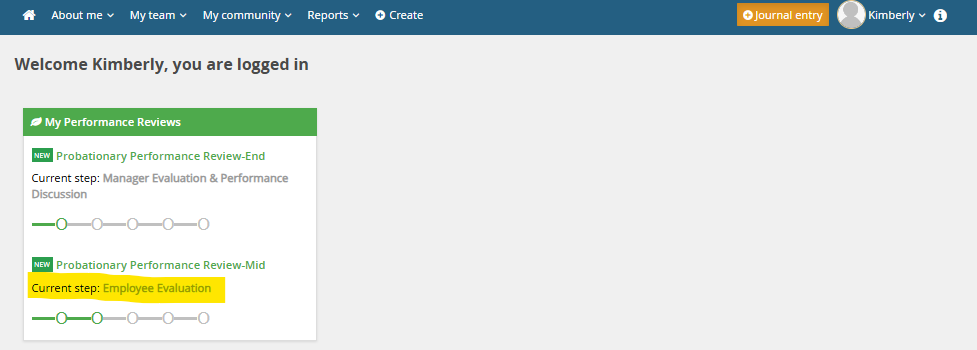 About me My team My community Reports Create Journal entry Kimberly
Welcome Kimberly, you are logged in
My Performance Reviews
NEW Probationary Performance Review-End
Current step: Manager Evaluation & Performance
Discussion
NEW Probationary Performance Review-Mid
Current step: Employee Evaluation